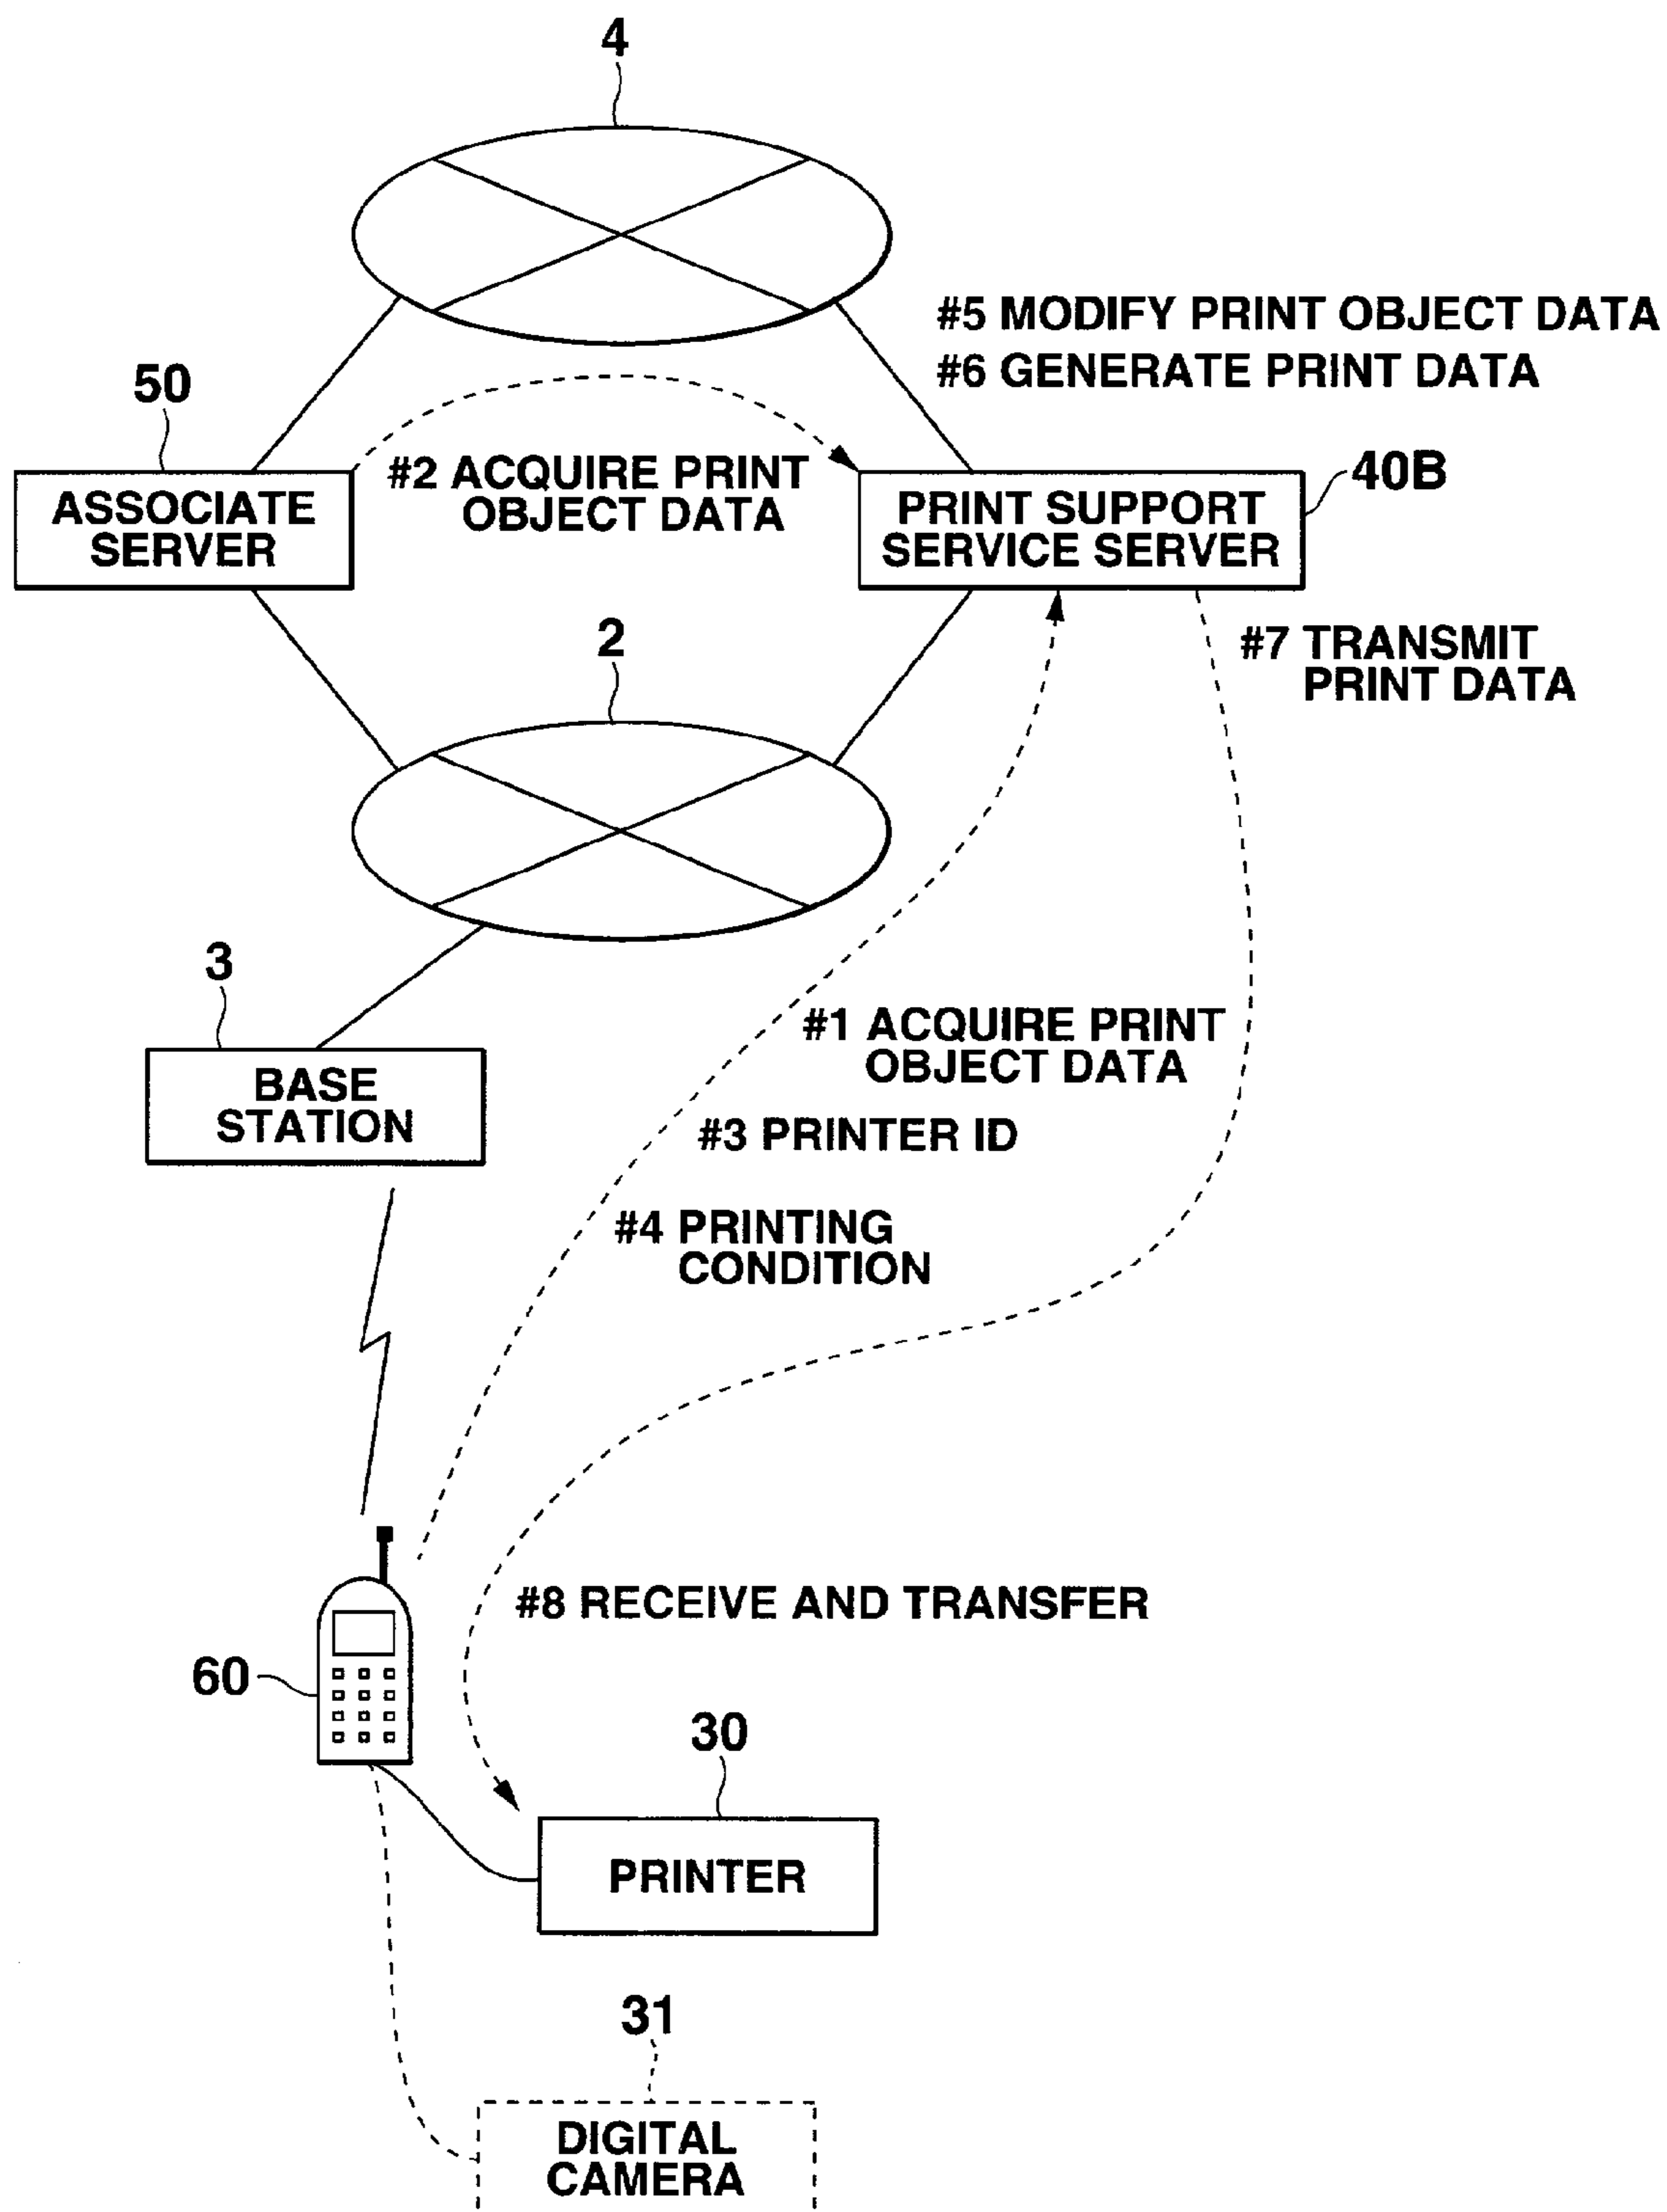 4
#5 MODIFY PRINT OBJECT DATA
#6 GENERATE PRINT DATA
50
#2 ACQUIRE PRINT
OBJECT DATA
40B
ASSOCIATE
SERVER
PRINT SUPPORT
SERVICE SERVER
2
#7 TRANSMIT
PRINT DATA
3
#1 ACQUIRE PRINT
OBJECT DATA
BASE
STATION
#3 PRINTER ID
#4 PRINTING
CONDITION
#8 RECEIVE AND TRANSFER
60
30
PRINTER
31
DIGITAL
CAMERA